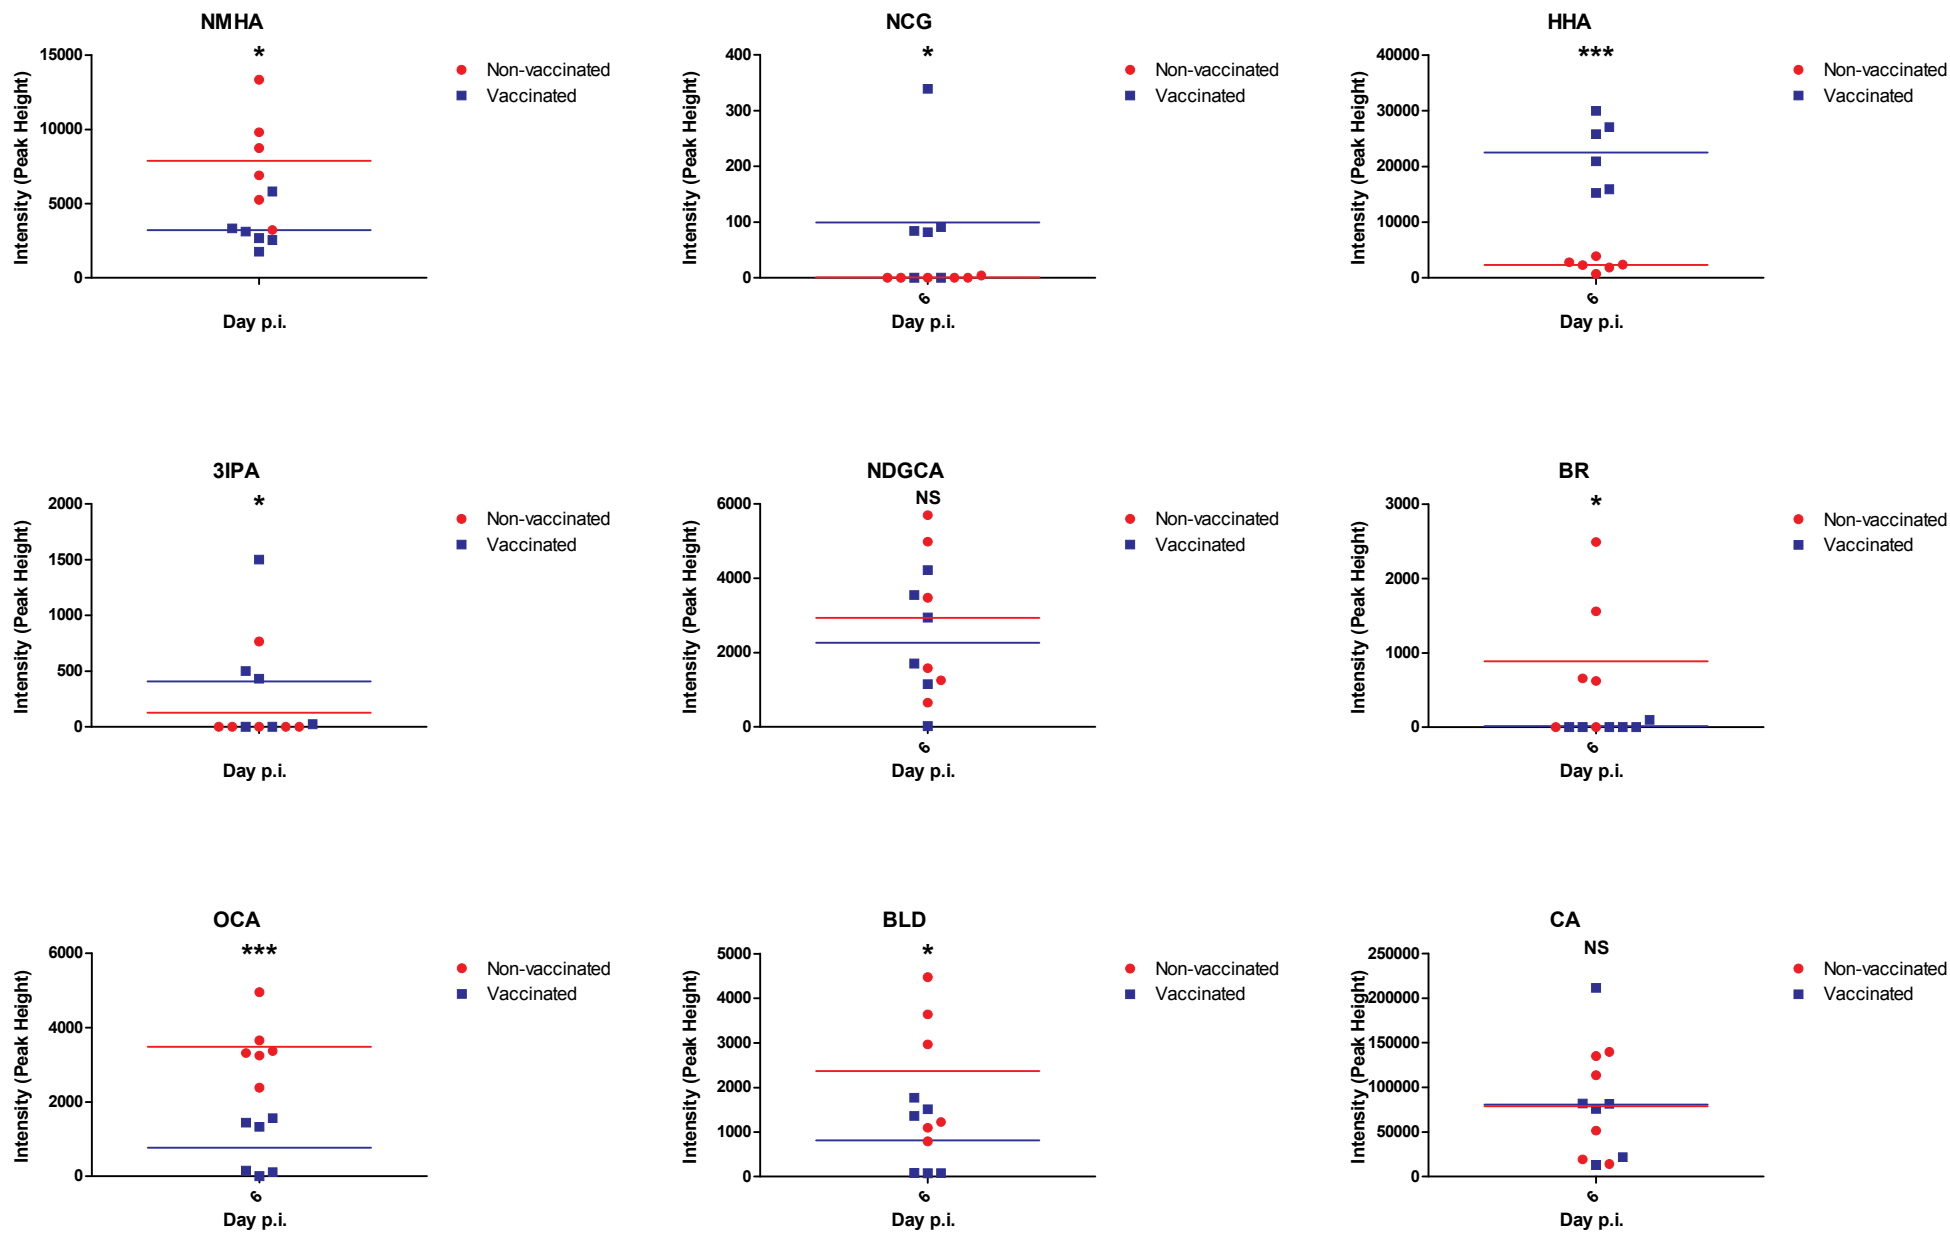 NMHA
*
Intensity (Peak Height)
15000
10000
5000
0
Day p.i.
Non-vaccinated
Vaccinated
NCG
*
Intensity (Peak Height)
400
300
200
100
0
6
Day p.i.
Non-vaccinated
Vaccinated
HHA
***
Intensity (Peak Height)
40000
30000
20000
10000
0
6
Day p.i.
Non-vaccinated
Vaccinated
3IPA
*
Intensity (Peak Height)
2000
1500
1000
500
0
Day p.i.
Non-vaccinated
Vaccinated
NDGCA
NS
Intensity (Peak Height)
6000
4000
2000
0
6
Day p.i.
Non-vaccinated
Vaccinated
BR
*
Intensity (Peak Height)
3000
2000
1000
0
6
Day p.i.
Non-vaccinated
Vaccinated
OCA
***
Intensity (Peak Height)
6000
4000
2000
0
6
Day p.i.
Non-vaccinated
Vaccinated
BLD
*
Intensity (Peak Height)
5000
4000
3000
2000
1000
0
6
Day p.i.
Non-vaccinated
Vaccinated
CA
NS
Intensity (Peak Height)
250000
200000
150000
100000
50000
0
6
Day p.i.
Non-vaccinated
Vaccinated